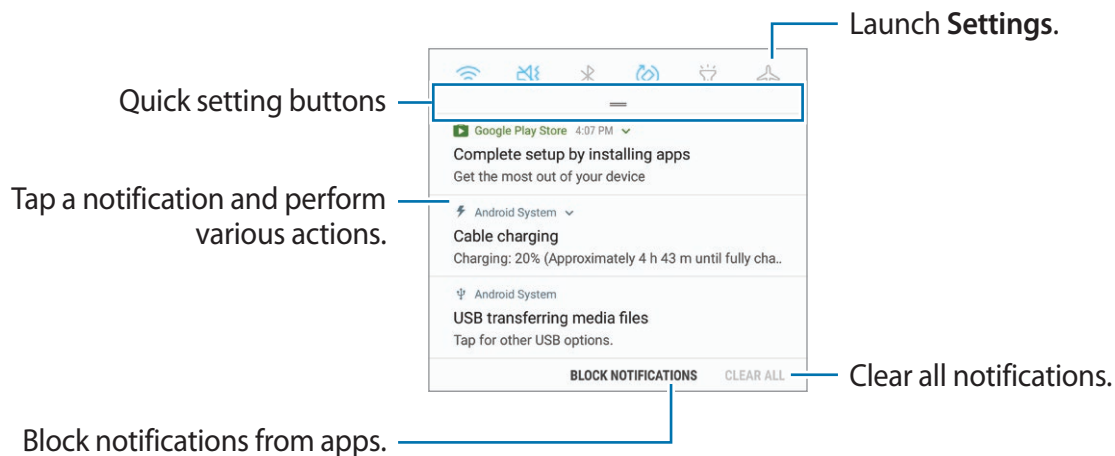 Launch Settings.
Quick setting buttons
Google Play Store 4:07 PM
Complete setup by installing apps
Get the most out of your device
Tap a notification and perform
various actions.
Android System
Cable charging
Charging: 20% (Approximately 4 h 43 m until fully cha..
Android System
USB transferring media files
Tap for other USB options.
BLOCK NOTIFICATIONS CLEAR ALL
Clear all notifications.
Block notifications from apps.